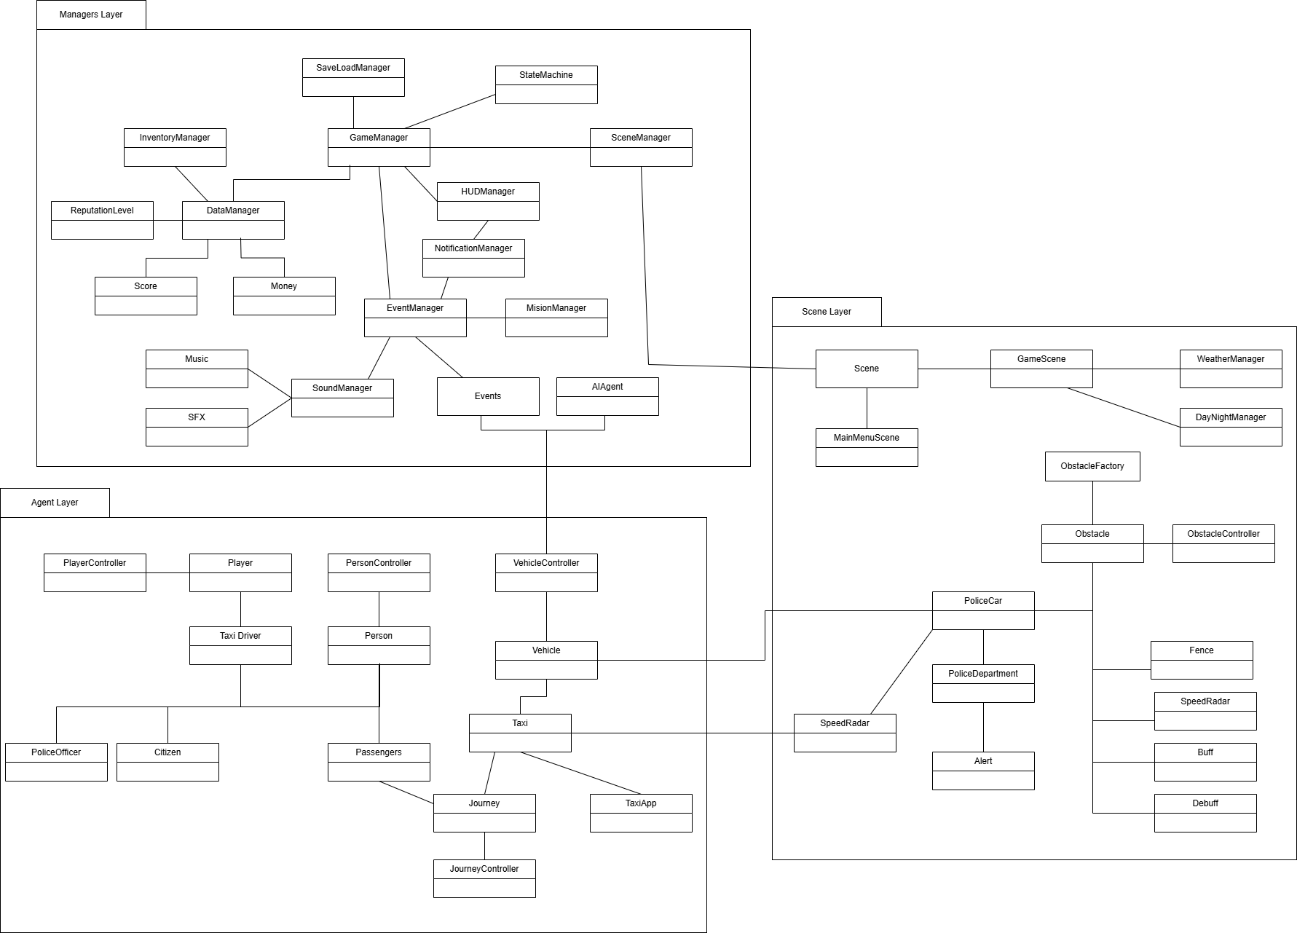 Managers Layer
SaveLoadManager
StateMachine
InventoryManager
GameManager
SceneManager
HUDManager
ReputationLevel
DataManager
NotificationManager
Score
Money
EventManager
MisionManager
Music
SoundManager
Events
AIAgent
SFX
Scene Layer
Scene
GameScene
WeatherManager
DayNightManager
MainMenuScene
ObstacleFactory
Obstacle
ObstacleController
PoliceCar
Fence
PoliceDepartment
SpeedRadar
SpeedRadar
Buff
Alert
Debuff
Agent Layer
PlayerController
Player
PersonController
VehicleController
Taxi Driver
Person
Vehicle
Taxi
PoliceOfficer
Citizen
Passengers
Journey
TaxiApp
JourneyController